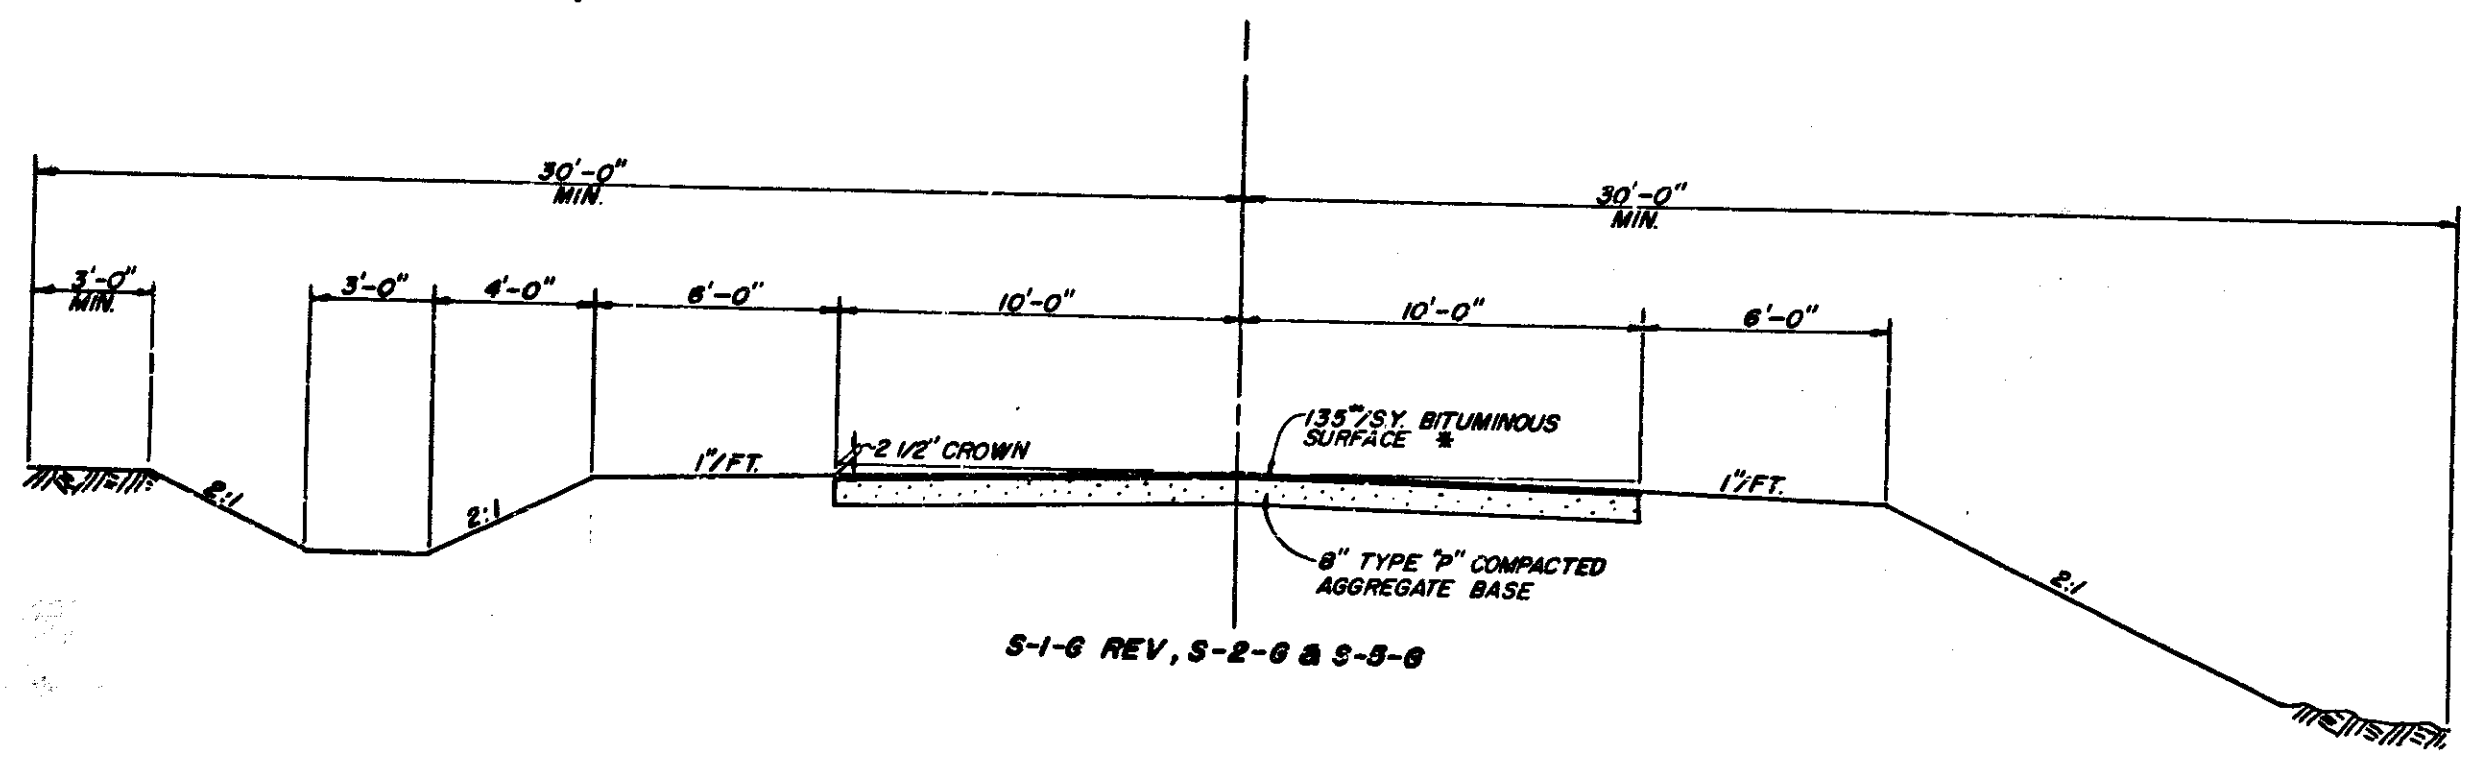 30'-0"
MIN.
30'-0"
MIN.
3'-0"
MIN.
3'-0"
4'-0"
6'-0"
10'-0"
10'-0"
6'-0"
135#/S.Y. BITUMINOUS
SURFACE *
2 1/2" CROWN
1"/FT.
1"/FT.
2:1
2:1
8" TYPE "P" COMPACTED
AGGREGATE BASE
2:1
S-1-G REV, S-2-G & S-5-G